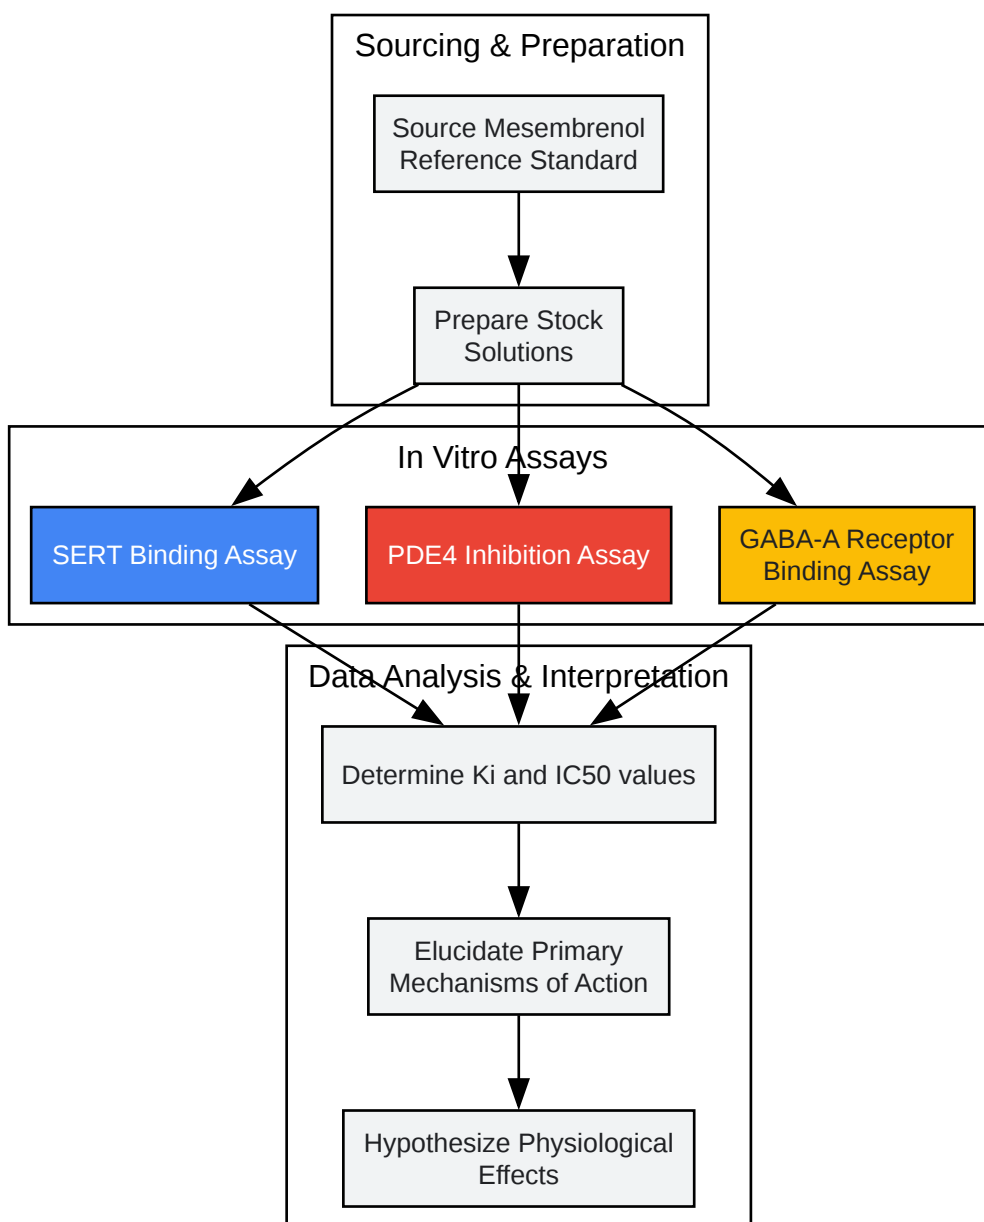 Sourcing & Preparation
Source Mesembrenol
Reference Standard
Prepare Stock
Solutions
In Vitro Assays
SERT Binding Assay
PDE4 Inhibition Assay
GABA-A Receptor
Binding Assay
Data Analysis & Interpretation
Determine Ki and IC50 values
Elucidate Primary
Mechanisms of Action
Hypothesize Physiological
Effects